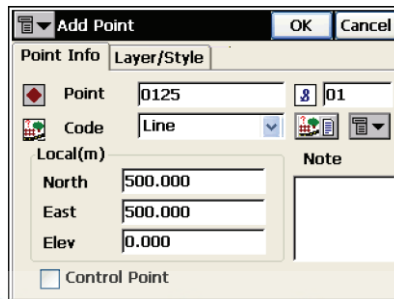 Add Point OK Cancel
Point Info Layer/Style
Point 0125 01
Code Line
Local(m) Note
North 500.000
East 500.000
Elev 0.000
Control Point